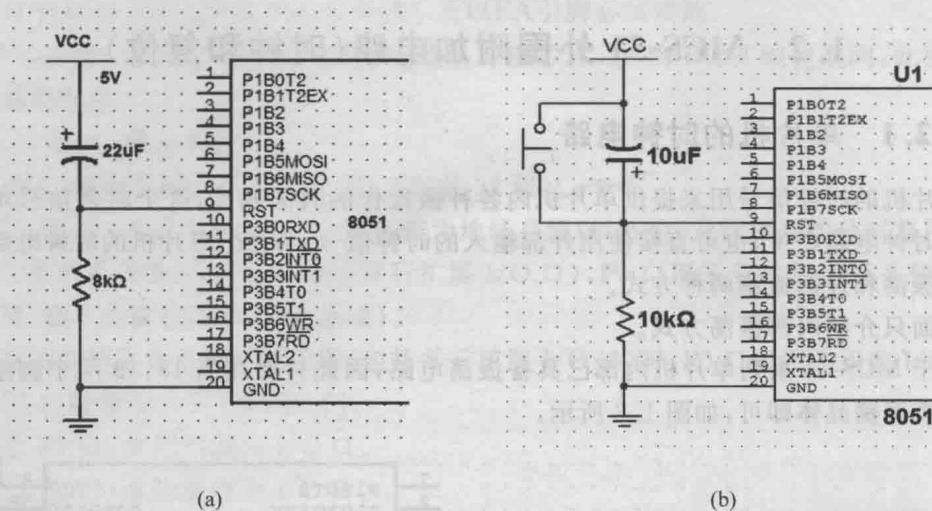 VCC
5V
22uF
8kΩ
1 P1B0T2
2 P1B1T2EX
3 P1B2
4 P1B3
5 P1B4
6 P1B5MOSI
7 P1B6MISO
8 P1B7SCK
9 RST
10 P3B0RXD
11 P3B1TXD
12 P3B2INT0
13 P3B3INT1
14 P3B4T0
15 P3B5T1
16 P3B6WR
17 P3B7RD
18 XTAL2
19 XTAL1
20 GND
8051
(a)
VCC
10uF
+
10kΩ
U1
1 P1B0T2
2 P1B1T2EX
3 P1B2
4 P1B3
5 P1B4
6 P1B5MOSI
7 P1B6MISO
8 P1B7SCK
9 RST
10 P3B0RXD
11 P3B1TXD
12 P3B2INT0
13 P3B3INT1
14 P3B4T0
15 P3B5T1
16 P3B6WR
17 P3B7RD
18 XTAL2
19 XTAL1
20 GND
8051
(b)